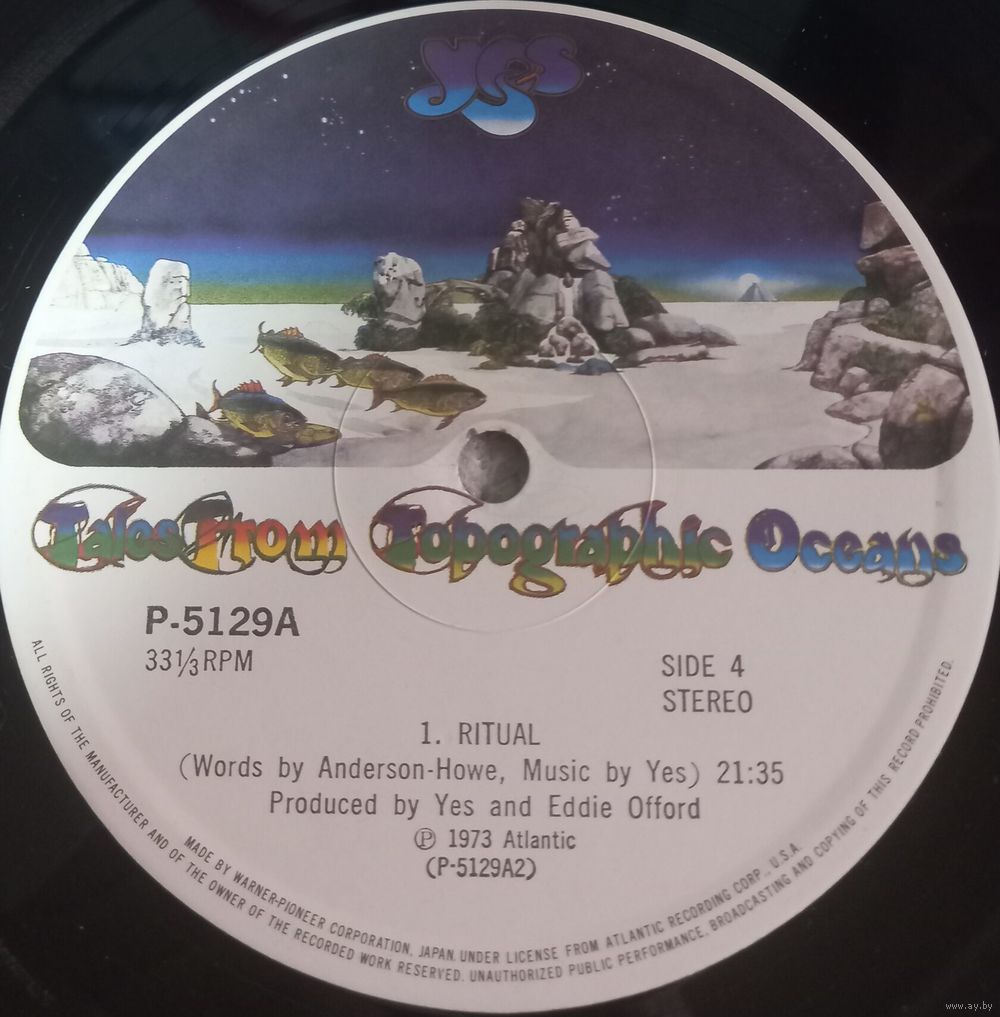 yes
Tales From Topographic Oceans
P-5129A
33⅓ RPM
SIDE 4
STEREO
1. RITUAL
(Words by Anderson-Howe, Music by Yes) 21:35
Produced by Yes and Eddie Offord
Ⓟ 1973 Atlantic
(P-5129A2)
MADE BY WARNER-PIONEER CORPORATION, JAPAN. UNDER LICENSE FROM ATLANTIC RECORDING CORP., U.S.A.
ALL RIGHTS OF THE MANUFACTURER AND OF THE OWNER OF THE RECORDED WORK RESERVED. UNAUTHORIZED PUBLIC PERFORMANCE, BROADCASTING AND COPYING OF THIS RECORD PROHIBITED.
www.ay.by